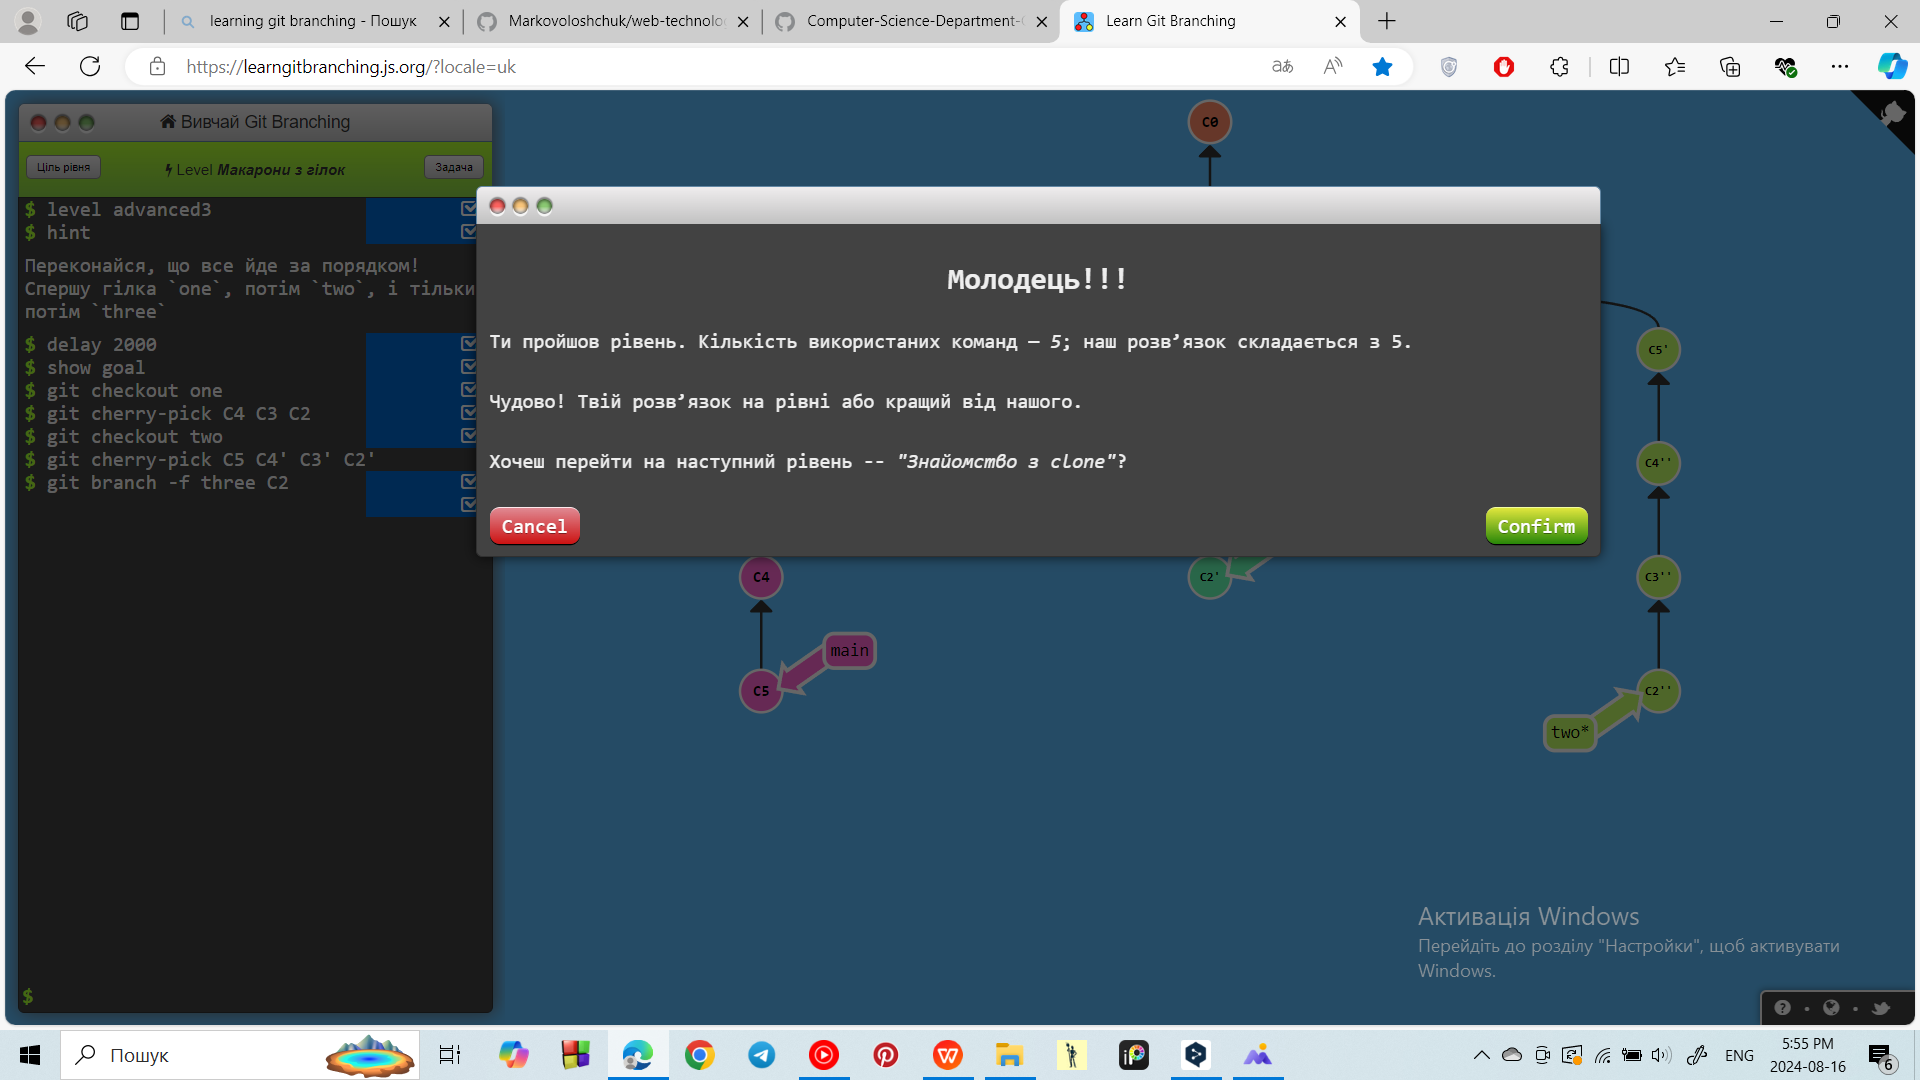 learning git branching - Пошук
Markovoloshchuk/web-technolo
Computer-Science-Department-
Learn Git Branching
https://learngitbranching.js.org/?locale=uk
Вивчай Git Branching
Ціль рівня
Level Макарони з гілок
Задача
$ level advanced3
$ hint
Переконайся, що все йде за порядком!
Спершу гілка `one`, потім `two`, і тільки
потім `three`
$ delay 2000
$ show goal
$ git checkout one
$ git cherry-pick C4 C3 C2
$ git checkout two
$ git cherry-pick C5 C4' C3' C2'
$ git branch -f three C2
$
C0
Молодець!!!
Ти пройшов рівень. Кількість використаних команд — 5; наш розв’язок складається з 5.
Чудово! Твій розв’язок на рівні або кращий від нашого.
Хочеш перейти на наступний рівень -- "Знайомство з clone"?
Cancel
Confirm
C5'
C4''
C4
C2'
C3''
main
C5
C2''
two*
Активація Windows
Перейдіть до розділу "Настройки", щоб активувати
Windows.
Пошук
ENG
5:55 PM
2024-08-16
6